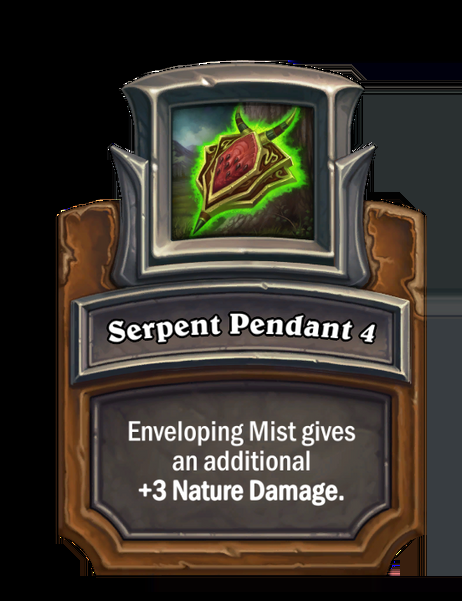 Serpent Pendant 4
Enveloping Mist gives
an additional
+3 Nature Damage.